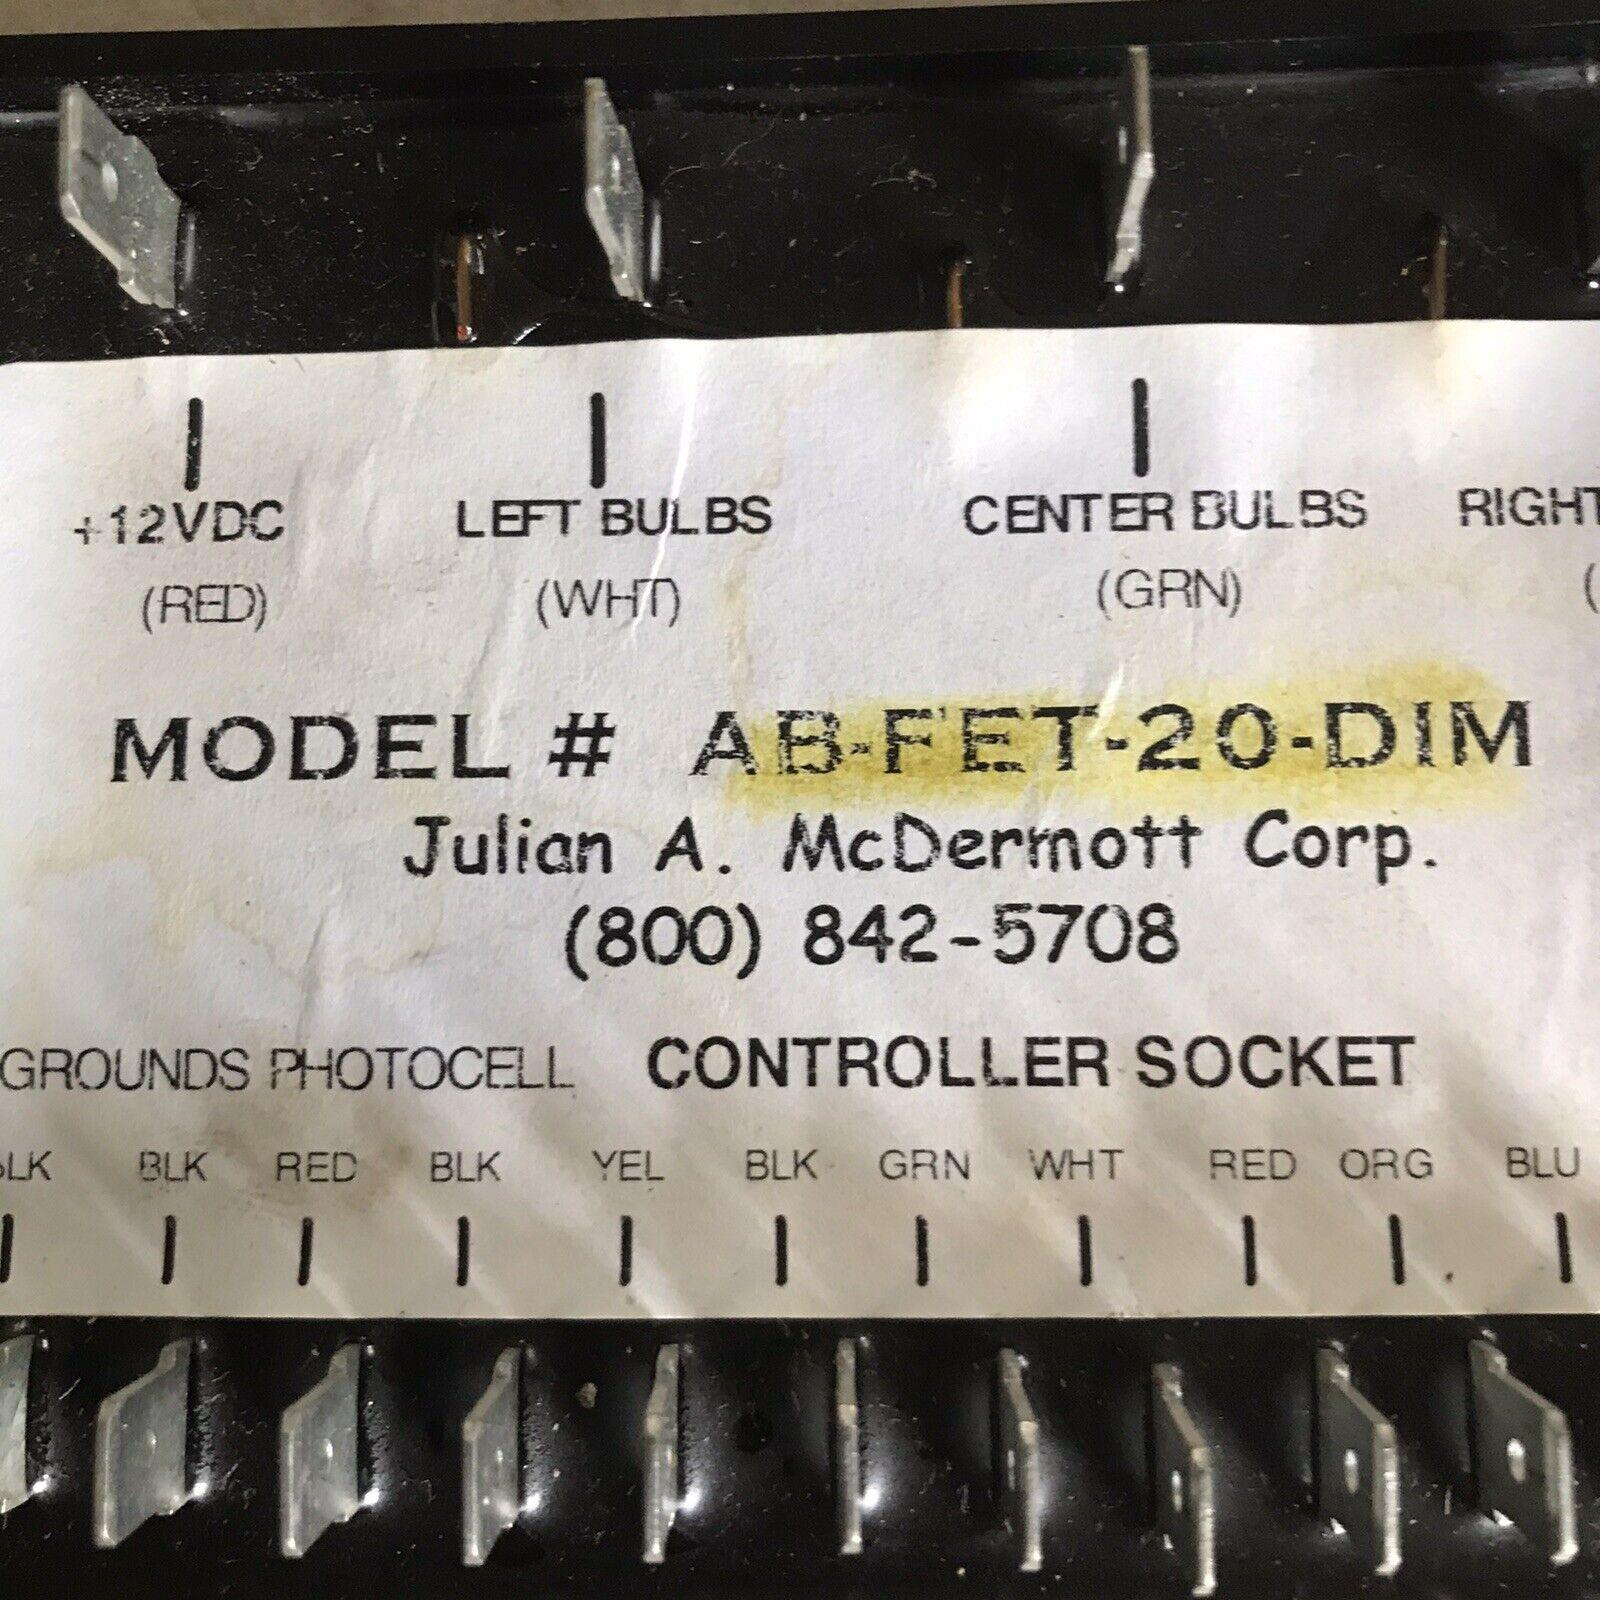 +12VDC LEFT BULBS CENTER BULBS RIGHT
(RED) (WHT) (GRN) (
MODEL # AB-FET-20-DIM
Julian A. McDermott Corp.
(800) 842-5708
GROUNDS PHOTOCELL CONTROLLER SOCKET
BLK BLK RED BLK YEL BLK GRN WHT RED ORG BLU